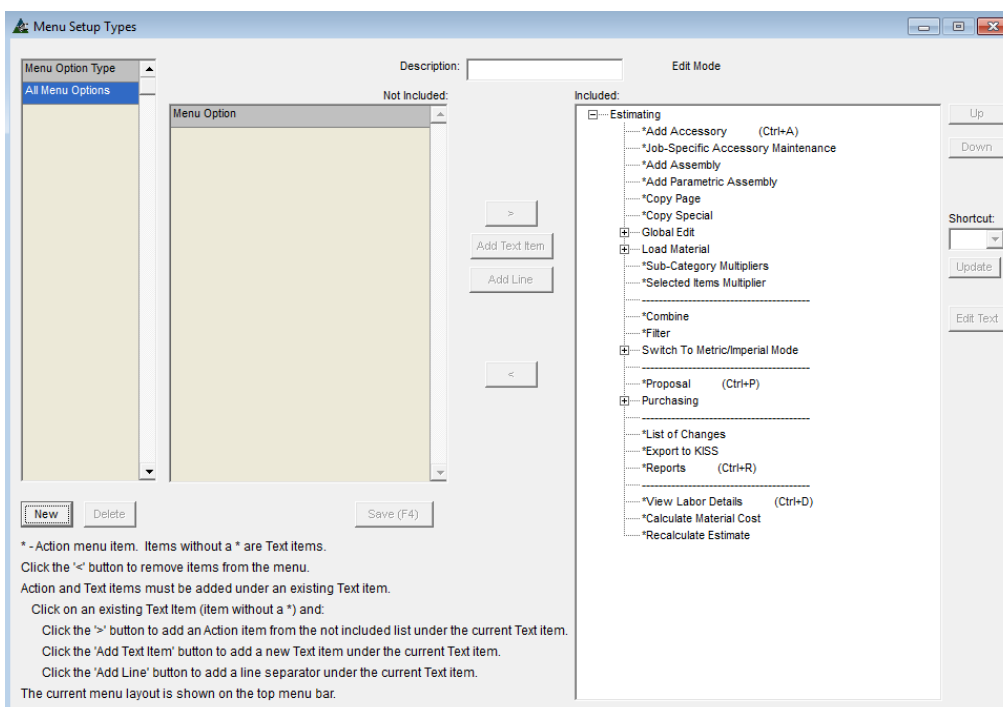 Menu Setup Types
Menu Option Type
All Menu Options
Description:
Edit Mode
Not Included:
Menu Option
>
Add Text Item
Add Line
<
Included:
Estimating
*Add Accessory (Ctrl+A)
*Job-Specific Accessory Maintenance
*Add Assembly
*Add Parametric Assembly
*Copy Page
*Copy Special
Global Edit
Load Material
*Sub-Category Multipliers
*Selected Items Multiplier
------------------------------------------
*Combine
*Filter
Switch To Metric/Imperial Mode
------------------------------------------
*Proposal (Ctrl+P)
Purchasing
------------------------------------------
*List of Changes
*Export to KISS
*Reports (Ctrl+R)
------------------------------------------
*View Labor Details (Ctrl+D)
*Calculate Material Cost
*Recalculate Estimate
Up
Down
Shortcut:
Update
Edit Text
New
Delete
Save (F4)
* - Action menu item. Items without a * are Text items.
Click the '<' button to remove items from the menu.
Action and Text items must be added under an existing Text item.
Click on an existing Text Item (item without a *) and:
Click the '>' button to add an Action item from the not included list under the current Text item.
Click the 'Add Text Item' button to add a new Text item under the current Text item.
Click the 'Add Line' button to add a line separator under the current Text item.
The current menu layout is shown on the top menu bar.